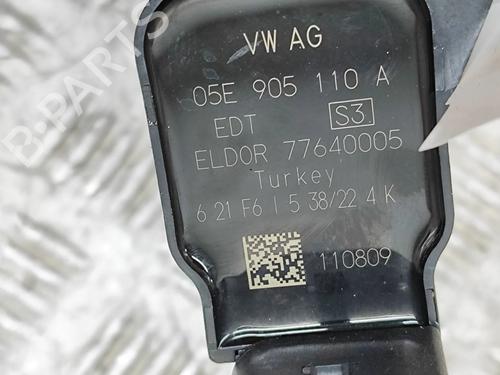 VW AG
05E 905 110 A
EDT S3
ELDOR 77640005
Turkey
6 21 F6 I 5 38/22 4 K
110809
B-PARTS